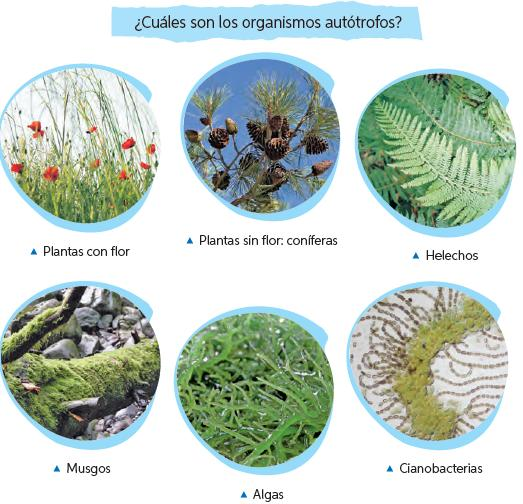 ¿Cuáles son los organismos autótrofos?
▲ Plantas con flor
▲ Plantas sin flor: coníferas
▲ Helechos
▲ Musgos
▲ Algas
▲ Cianobacterias